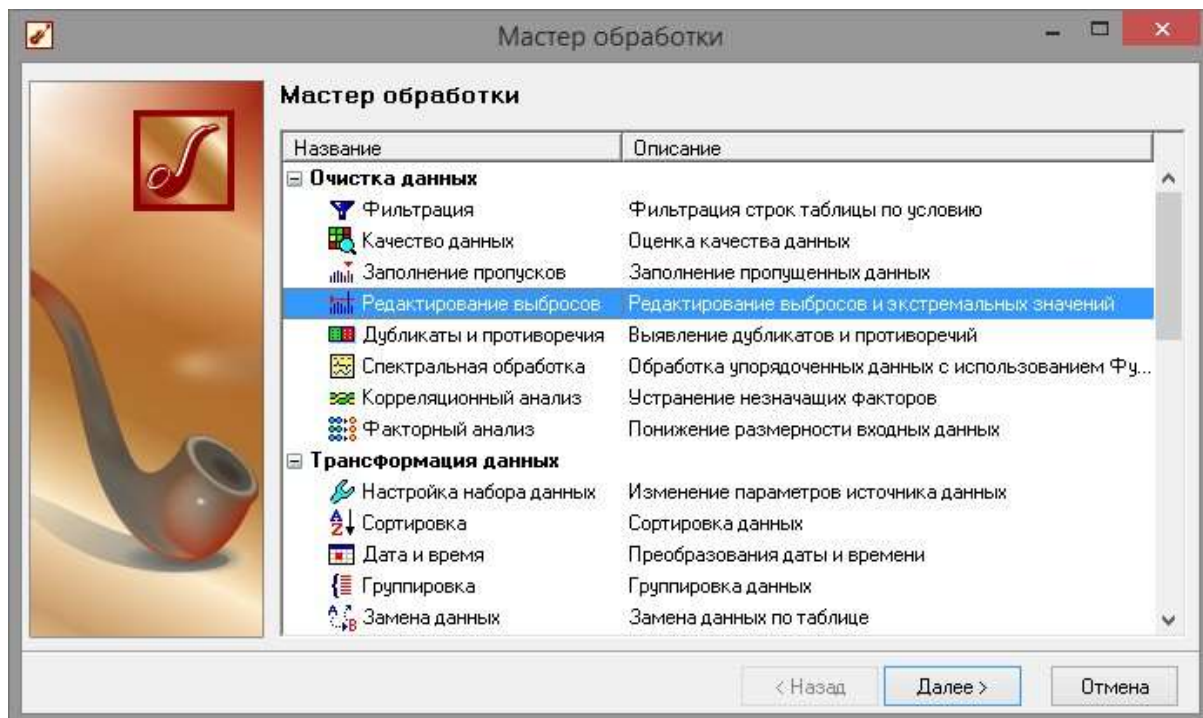 Мастер обработки
Мастер обработки
Название Описание
Очистка данных
Фильтрация Фильтрация строк таблицы по условию
Качество данных Оценка качества данных
Заполнение пропусков Заполнение пропущенных данных
Редактирование выбросов Редактирование выбросов и экстремальных значений
Дубликаты и противоречия Выявление дубликатов и противоречий
Спектральная обработка Обработка упорядоченных данных с использованием Фу...
Корреляционный анализ Устранение незначащих факторов
Факторный анализ Понижение размерности входных данных
Трансформация данных
Настройка набора данных Изменение параметров источника данных
Сортировка Сортировка данных
Дата и время Преобразования даты и времени
Группировка Группировка данных
Замена данных Замена данных по таблице
< Назад Далее > Отмена